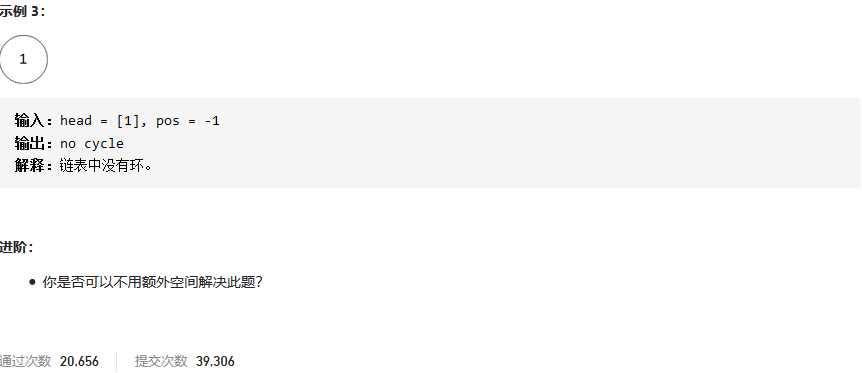 示例 3：
1
输入：head = [1], pos = -1
输出：no cycle
解释：链表中没有环。
进阶：
● 你是否可以不用额外空间解决此题？
通过次数 20,656 提交次数 39,306